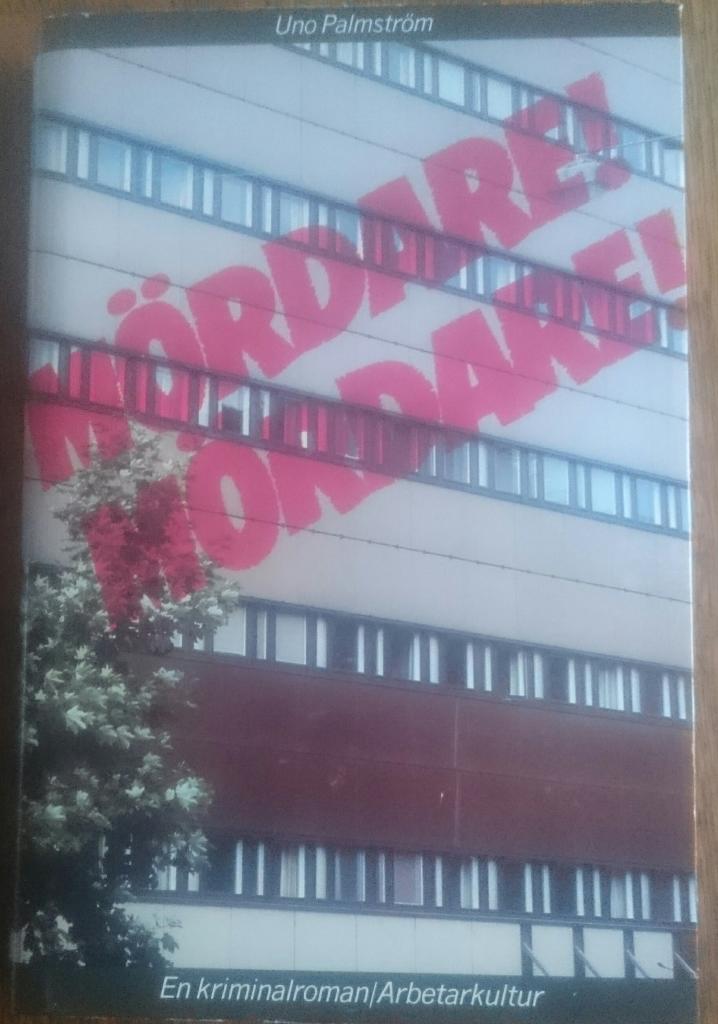 Uno Palmström
MÖRDARE!
MÖRDARE!
En kriminalroman/Arbetarkultur